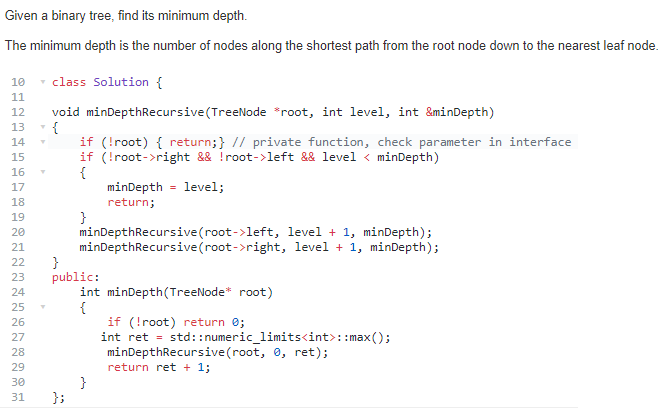 Given a binary tree, find its minimum depth.
The minimum depth is the number of nodes along the shortest path from the root node down to the nearest leaf node.
10 class Solution {
11
12 void minDepthRecursive(TreeNode *root, int level, int &minDepth)
13 {
14 if (!root) { return;} // private function, check parameter in interface
15 if (!root->right && !root->left && level < minDepth)
16 {
17 minDepth = level;
18 return;
19 }
20 minDepthRecursive(root->left, level + 1, minDepth);
21 minDepthRecursive(root->right, level + 1, minDepth);
22 }
23 public:
24 int minDepth(TreeNode* root)
25 {
26 if (!root) return 0;
27 int ret = std::numeric_limits<int>::max();
28 minDepthRecursive(root, 0, ret);
29 return ret + 1;
30 }
31 };